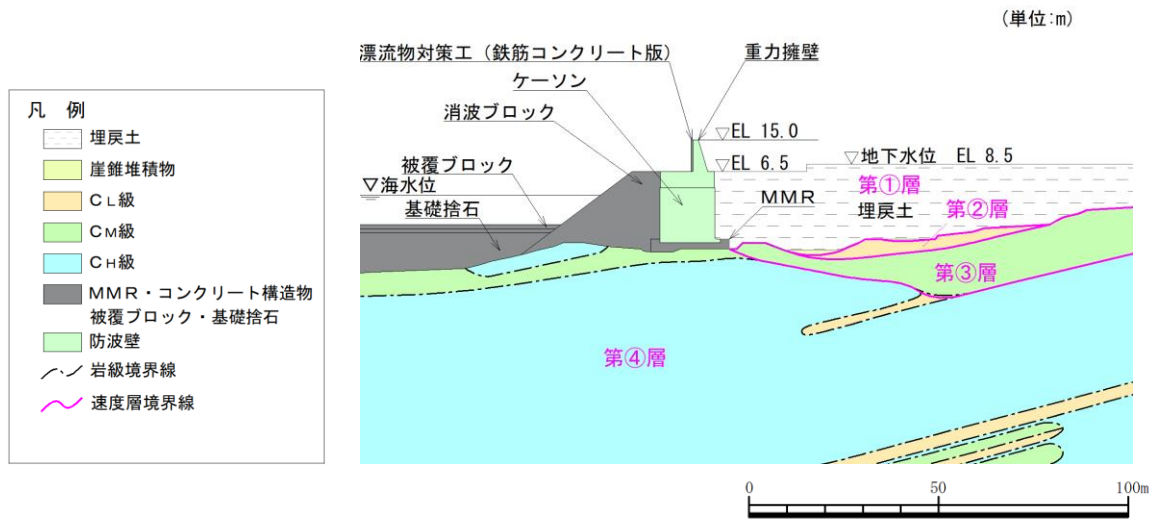 (単位:m)
漂流物対策工（鉄筋コンクリート版）
重力擁壁
ケーソン
消波ブロック
▽EL 15.0
被覆ブロック
▽EL 6.5
▽地下水位 EL 8.5
▽海水位
第①層
MMR
基礎捨石
埋戻土
第②層
第③層
第④層
凡 例
埋戻土
崖錐堆積物
CL級
CM級
CH級
MMR・コンクリート構造物
被覆ブロック・基礎捨石
防波壁
岩級境界線
速度層境界線
0 50 100m